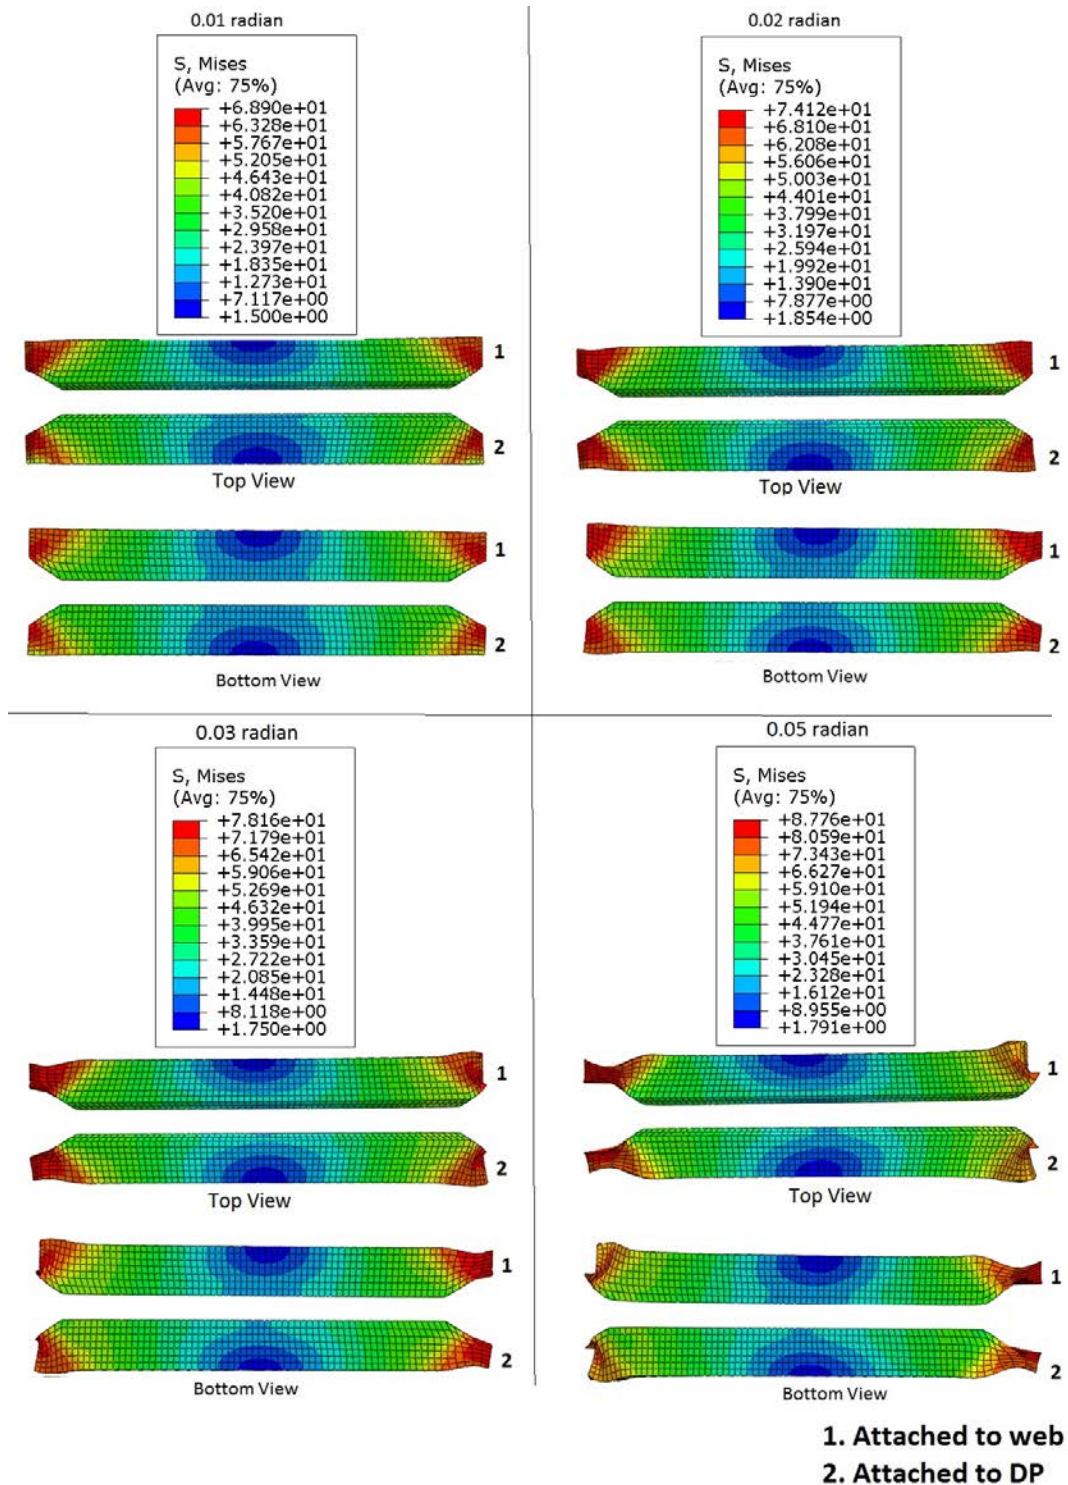 0.01 radian
S, Mises
(Avg: 75%)
+6.890e+01
+6.328e+01
+5.767e+01
+5.205e+01
+4.643e+01
+4.082e+01
+3.520e+01
+2.958e+01
+2.397e+01
+1.835e+01
+1.273e+01
+7.117e+00
+1.500e+00
1
2
Top View
1
2
Bottom View
0.02 radian
S, Mises
(Avg: 75%)
+7.412e+01
+6.810e+01
+6.208e+01
+5.606e+01
+5.003e+01
+4.401e+01
+3.799e+01
+3.197e+01
+2.594e+01
+1.992e+01
+1.390e+01
+7.877e+00
+1.854e+00
1
2
Top View
1
2
Bottom View
0.03 radian
S, Mises
(Avg: 75%)
+7.816e+01
+7.179e+01
+6.542e+01
+5.906e+01
+5.269e+01
+4.632e+01
+3.995e+01
+3.359e+01
+2.722e+01
+2.085e+01
+1.448e+01
+8.118e+00
+1.750e+00
1
2
Top View
1
2
Bottom View
0.05 radian
S, Mises
(Avg: 75%)
+8.776e+01
+8.059e+01
+7.343e+01
+6.627e+01
+5.910e+01
+5.194e+01
+4.477e+01
+3.761e+01
+3.045e+01
+2.328e+01
+1.612e+01
+8.955e+00
+1.791e+00
1
2
Top View
1
2
Bottom View
1. Attached to web
2. Attached to DP